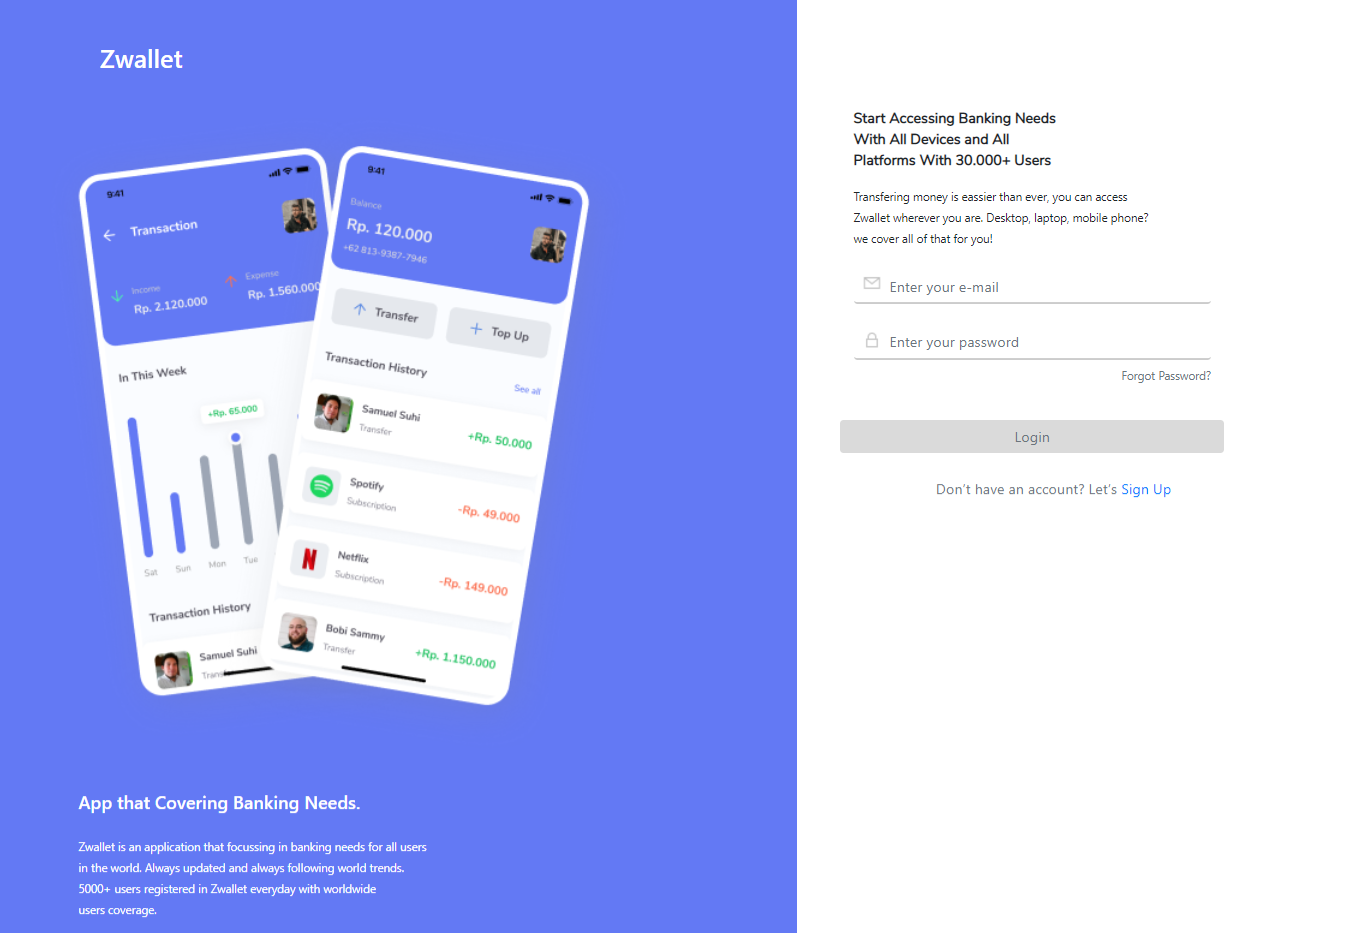 Zwallet
9:41
Transaction
Income
Rp. 2.120.000
Expense
Rp. 1.560.000
In This Week
+Rp. 65.000
Sat
Sun
Mon
Tue
Transaction History
Samuel Suhi
9:41
Balance
Rp. 120.000
+62 813-9387-7946
Transfer
Top Up
Transaction History
See all
Samuel Suhi
Transfer
+Rp. 50.000
Spotify
Subscription
-Rp. 49.000
Netflix
Subscription
-Rp. 149.000
Bobi Sammy
Transfer
+Rp. 1.150.000
App that Covering Banking Needs.
Zwallet is an application that focussing in banking needs for all users
in the world. Always updated and always following world trends.
5000+ users registered in Zwallet everyday with worldwide
users coverage.
Start Accessing Banking Needs
With All Devices and All
Platforms With 30.000+ Users
Transfering money is eassier than ever, you can access
Zwallet wherever you are. Desktop, laptop, mobile phone?
we cover all of that for you!
Enter your e-mail
Enter your password
Forgot Password?
Login
Don't have an account? Let's Sign Up